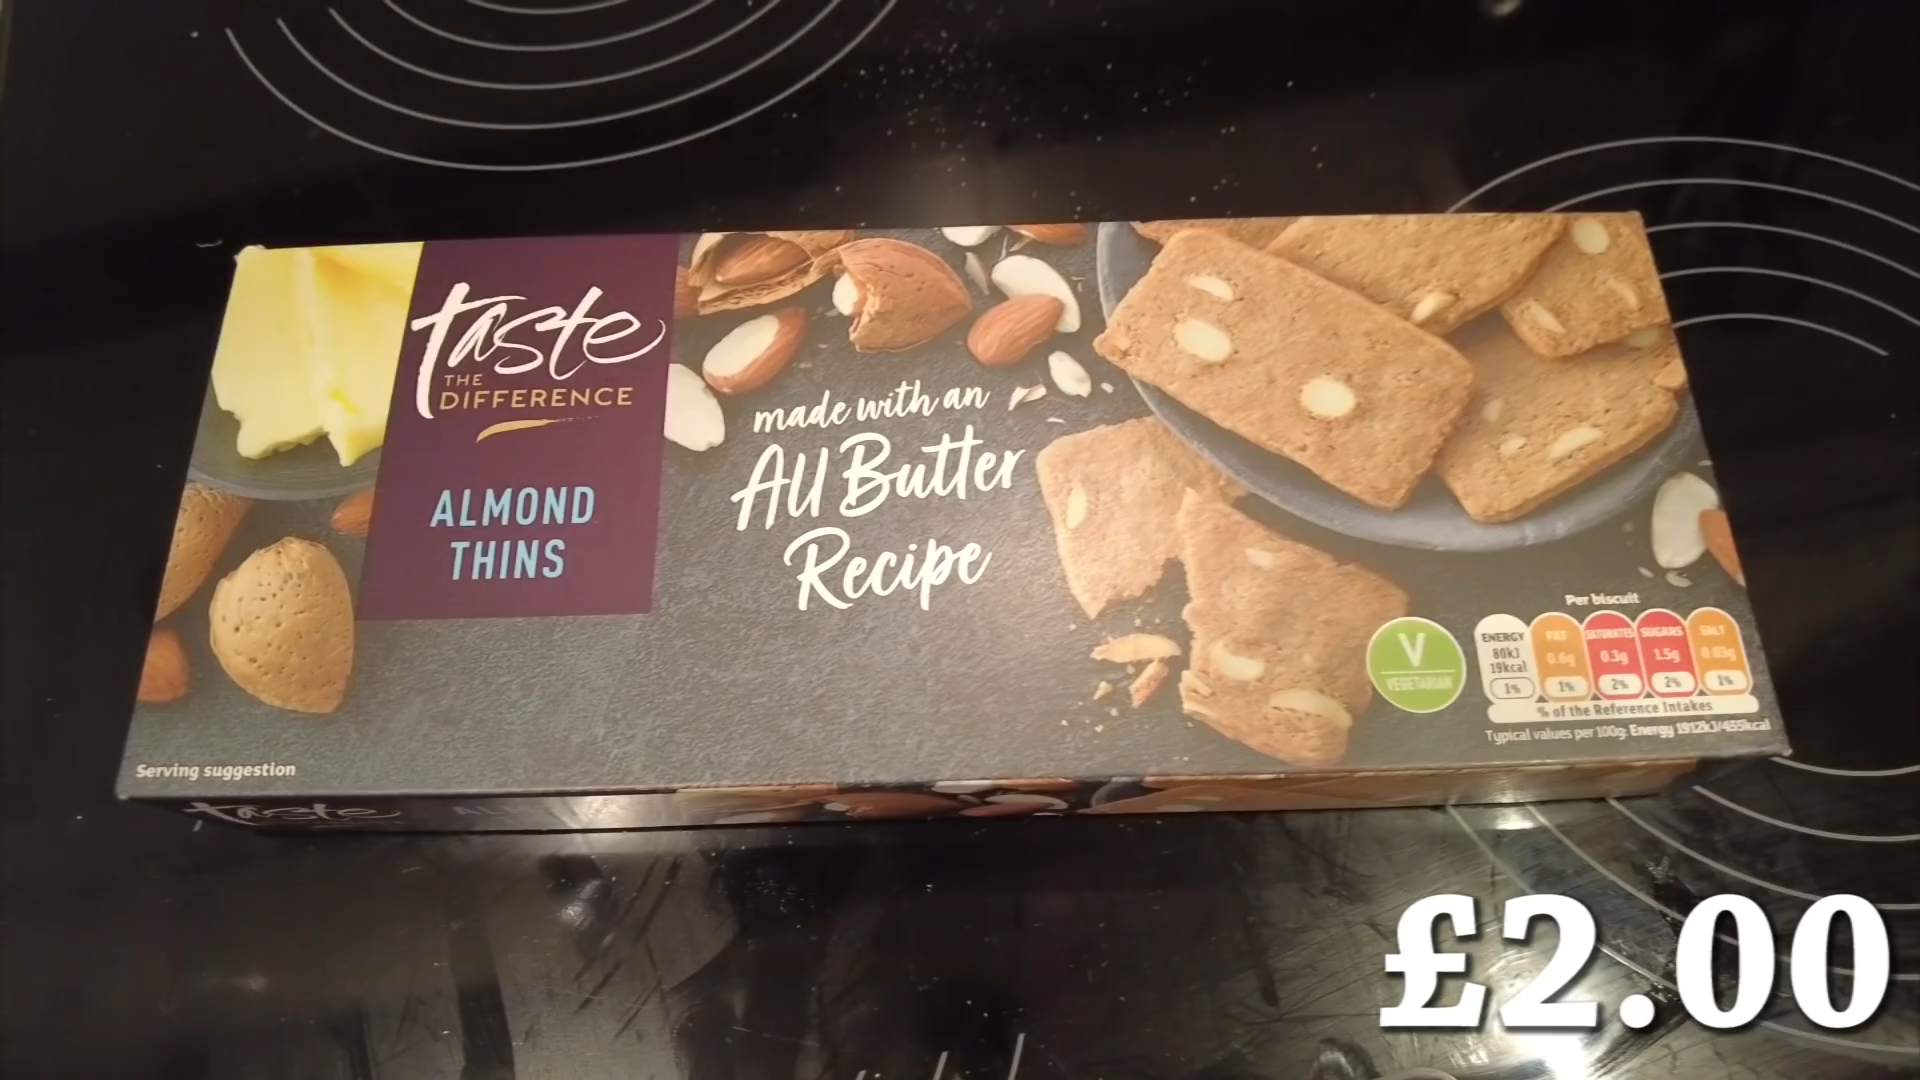 taste
THE
DIFFERENCE
ALMOND
THINS
made with an
All Butter
Recipe
Serving suggestion
V
VEGETARIAN
Per biscuit
ENERGY FAT SATURATES SUGARS SALT
80kJ 0.6g 0.3g 1.5g 0.03g
19kcal
1% 1% 2% 2% 1%
% of the Reference Intakes
Typical values per 100g: Energy 1912kJ/455kcal
taste
£2.00